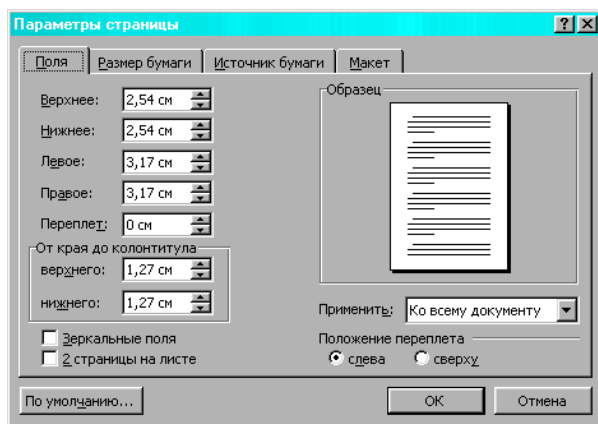 Параметры страницы
Поля Размер бумаги Источник бумаги Макет
Верхнее: 2,54 см
Нижнее: 2,54 см
Левое: 3,17 см
Правое: 3,17 см
Переплет: 0 см
От края до колонтитула
верхнего: 1,27 см
нижнего: 1,27 см
Зеркальные поля
2 страницы на листе
Образец
Применить: Ко всему документу
Положение переплета
слева сверху
По умолчанию... ОК Отмена